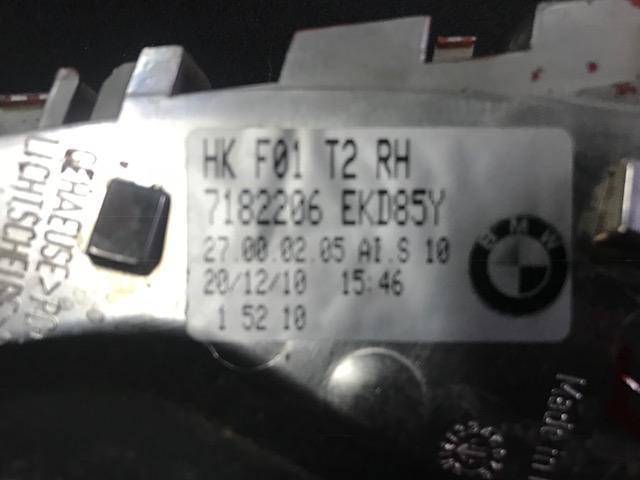 HK F01 T2 RH
7182206 EKD85Y
27.00.02.05 AI.S 10
20/12/10 15:46
1 52 10
BMW
GEHAEUSE>PC
LICHTSCHEIB
Made in